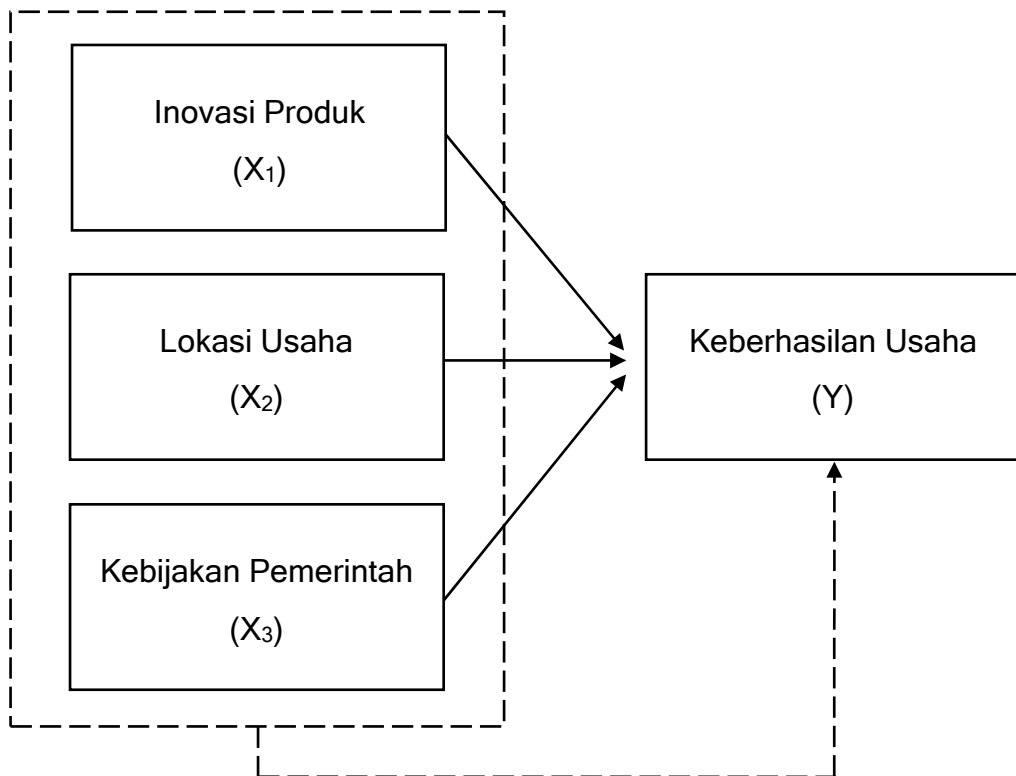 Inovasi Produk
(X₁)
Lokasi Usaha
(X₂)
Kebijakan Pemerintah
(X₃)
Keberhasilan Usaha
(Y)